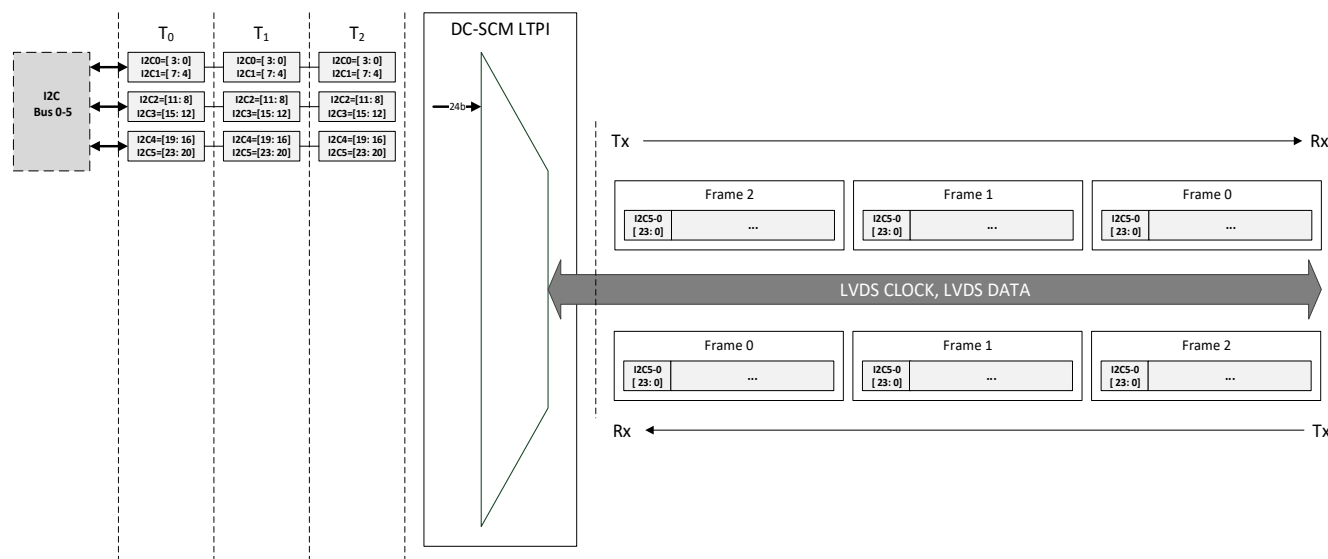 T0
T1
T2
DC-SCM LTPI
I2C
Bus 0-5
I2C0=[ 3: 0]
I2C1=[ 7: 4]
I2C0=[ 3: 0]
I2C1=[ 7: 4]
I2C0=[ 3: 0]
I2C1=[ 7: 4]
I2C2=[11: 8]
I2C3=[15: 12]
I2C2=[11: 8]
I2C3=[15: 12]
I2C2=[11: 8]
I2C3=[15: 12]
I2C4=[19: 16]
I2C5=[23: 20]
I2C4=[19: 16]
I2C5=[23: 20]
I2C4=[19: 16]
I2C5=[23: 20]
24b
Tx
Rx
Frame 2
I2C5-0
[ 23: 0]
...
Frame 1
I2C5-0
[ 23: 0]
...
Frame 0
I2C5-0
[ 23: 0]
...
LVDS CLOCK, LVDS DATA
Frame 0
I2C5-0
[ 23: 0]
...
Frame 1
I2C5-0
[ 23: 0]
...
Frame 2
I2C5-0
[ 23: 0]
...
Rx
Tx